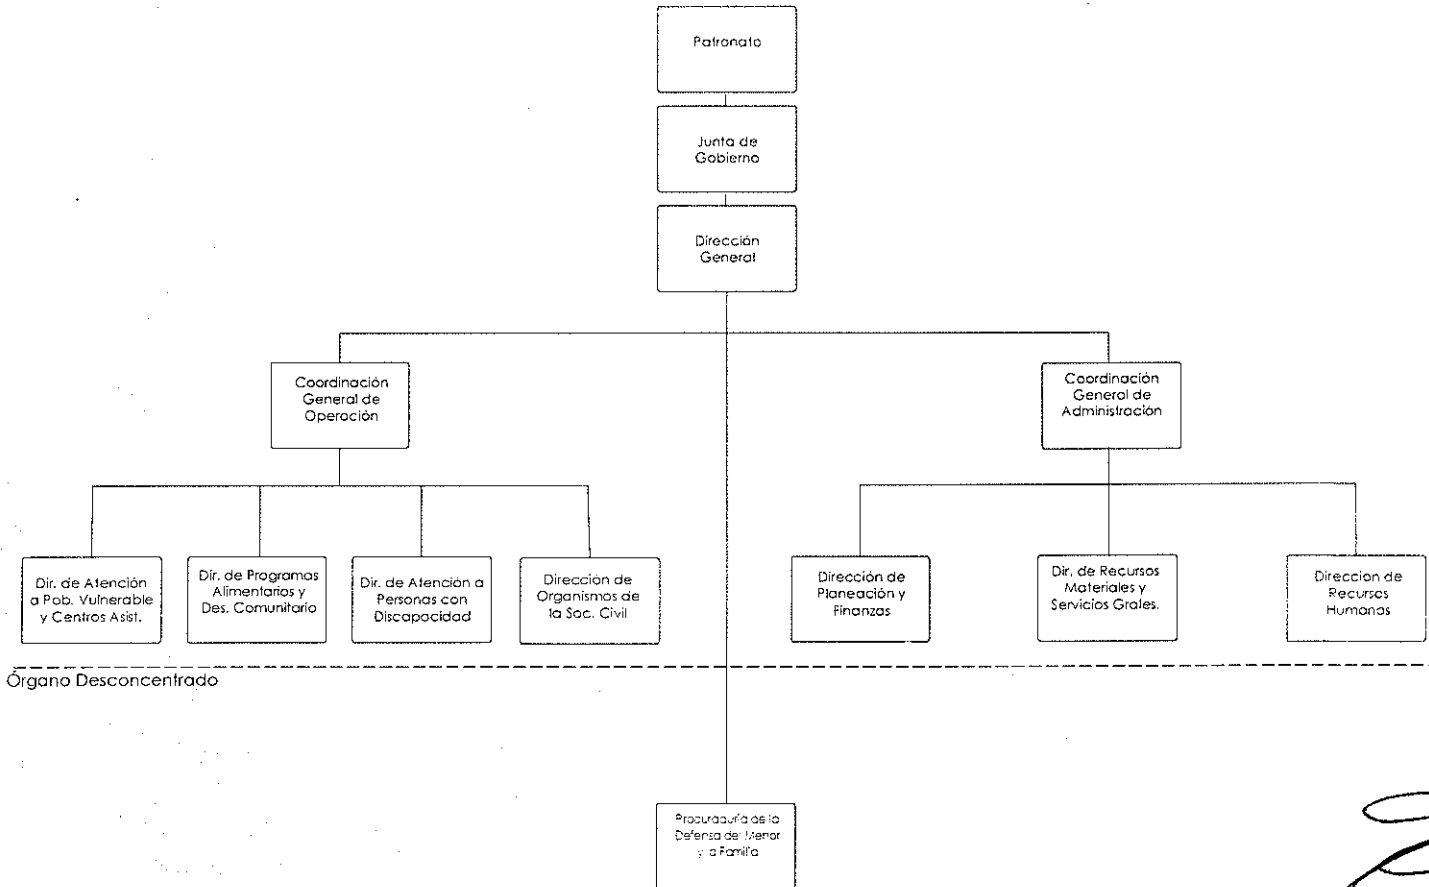 Patronato
Junta de
Gobierno
Dirección
General
Coordinación
General de
Operación
Coordinación
General de
Administración
Dir. de Atención
a Pob. Vulnerable
y Centros Asist.
Dir. de Programas
Alimentarios y
Des. Comunitario
Dir. de Atención a
Personas con
Discapacidad
Dirección de
Organismos de
la Soc. Civil
Dirección de
Planeación y
Finanzas
Dir. de Recursos
Materiales y
Servicios Grales.
Direccion de
Recursos
Humanos
Órgano Desconcentrado
Procuraduría de la
Defensa del Menor
y la Familia